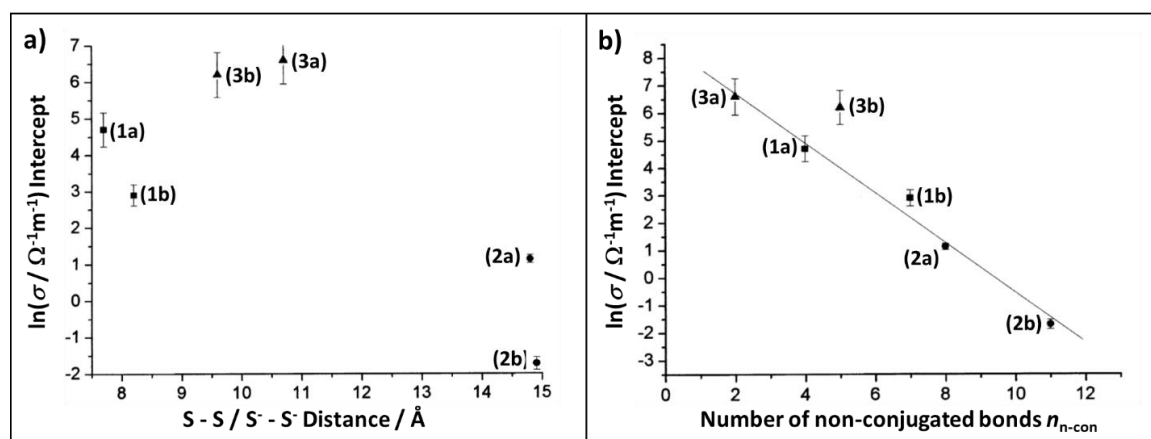 a)
ln(σ / Ω⁻¹m⁻¹) Intercept
7
6
5
4
3
2
1
0
-1
-2
(1a)
(1b)
(3b)
(3a)
(2a)
(2b)
8 9 10 11 12 13 14 15
S - S / S⁻ - S⁻ Distance / Å
b)
ln(σ / Ω⁻¹m⁻¹) Intercept
8
7
6
5
4
3
2
1
0
-1
-2
-3
(3a)
(3b)
(1a)
(1b)
(2a)
(2b)
0 2 4 6 8 10 12
Number of non-conjugated bonds nn-con